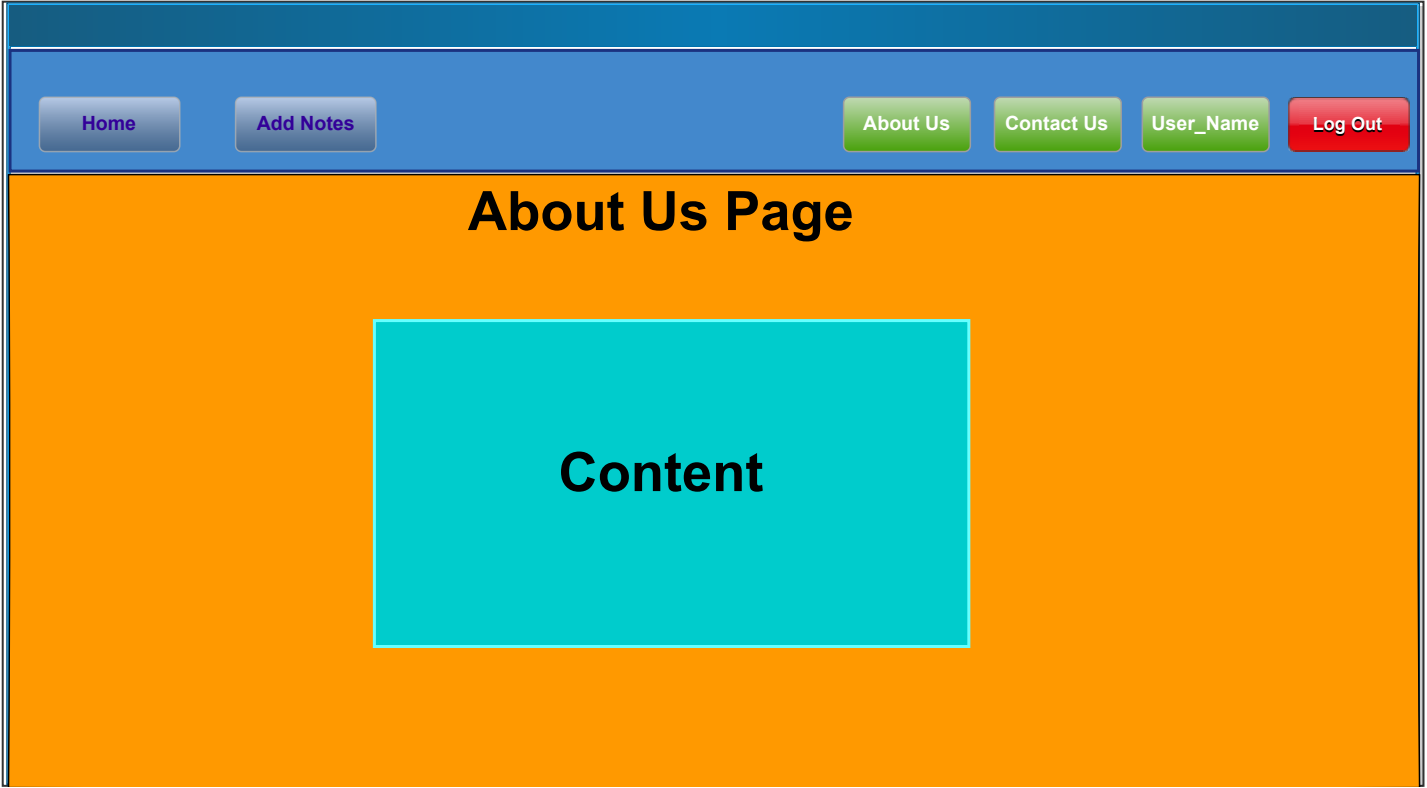 Home
Add Notes
About Us
Contact Us
User_Name
Log Out
About Us Page
Content